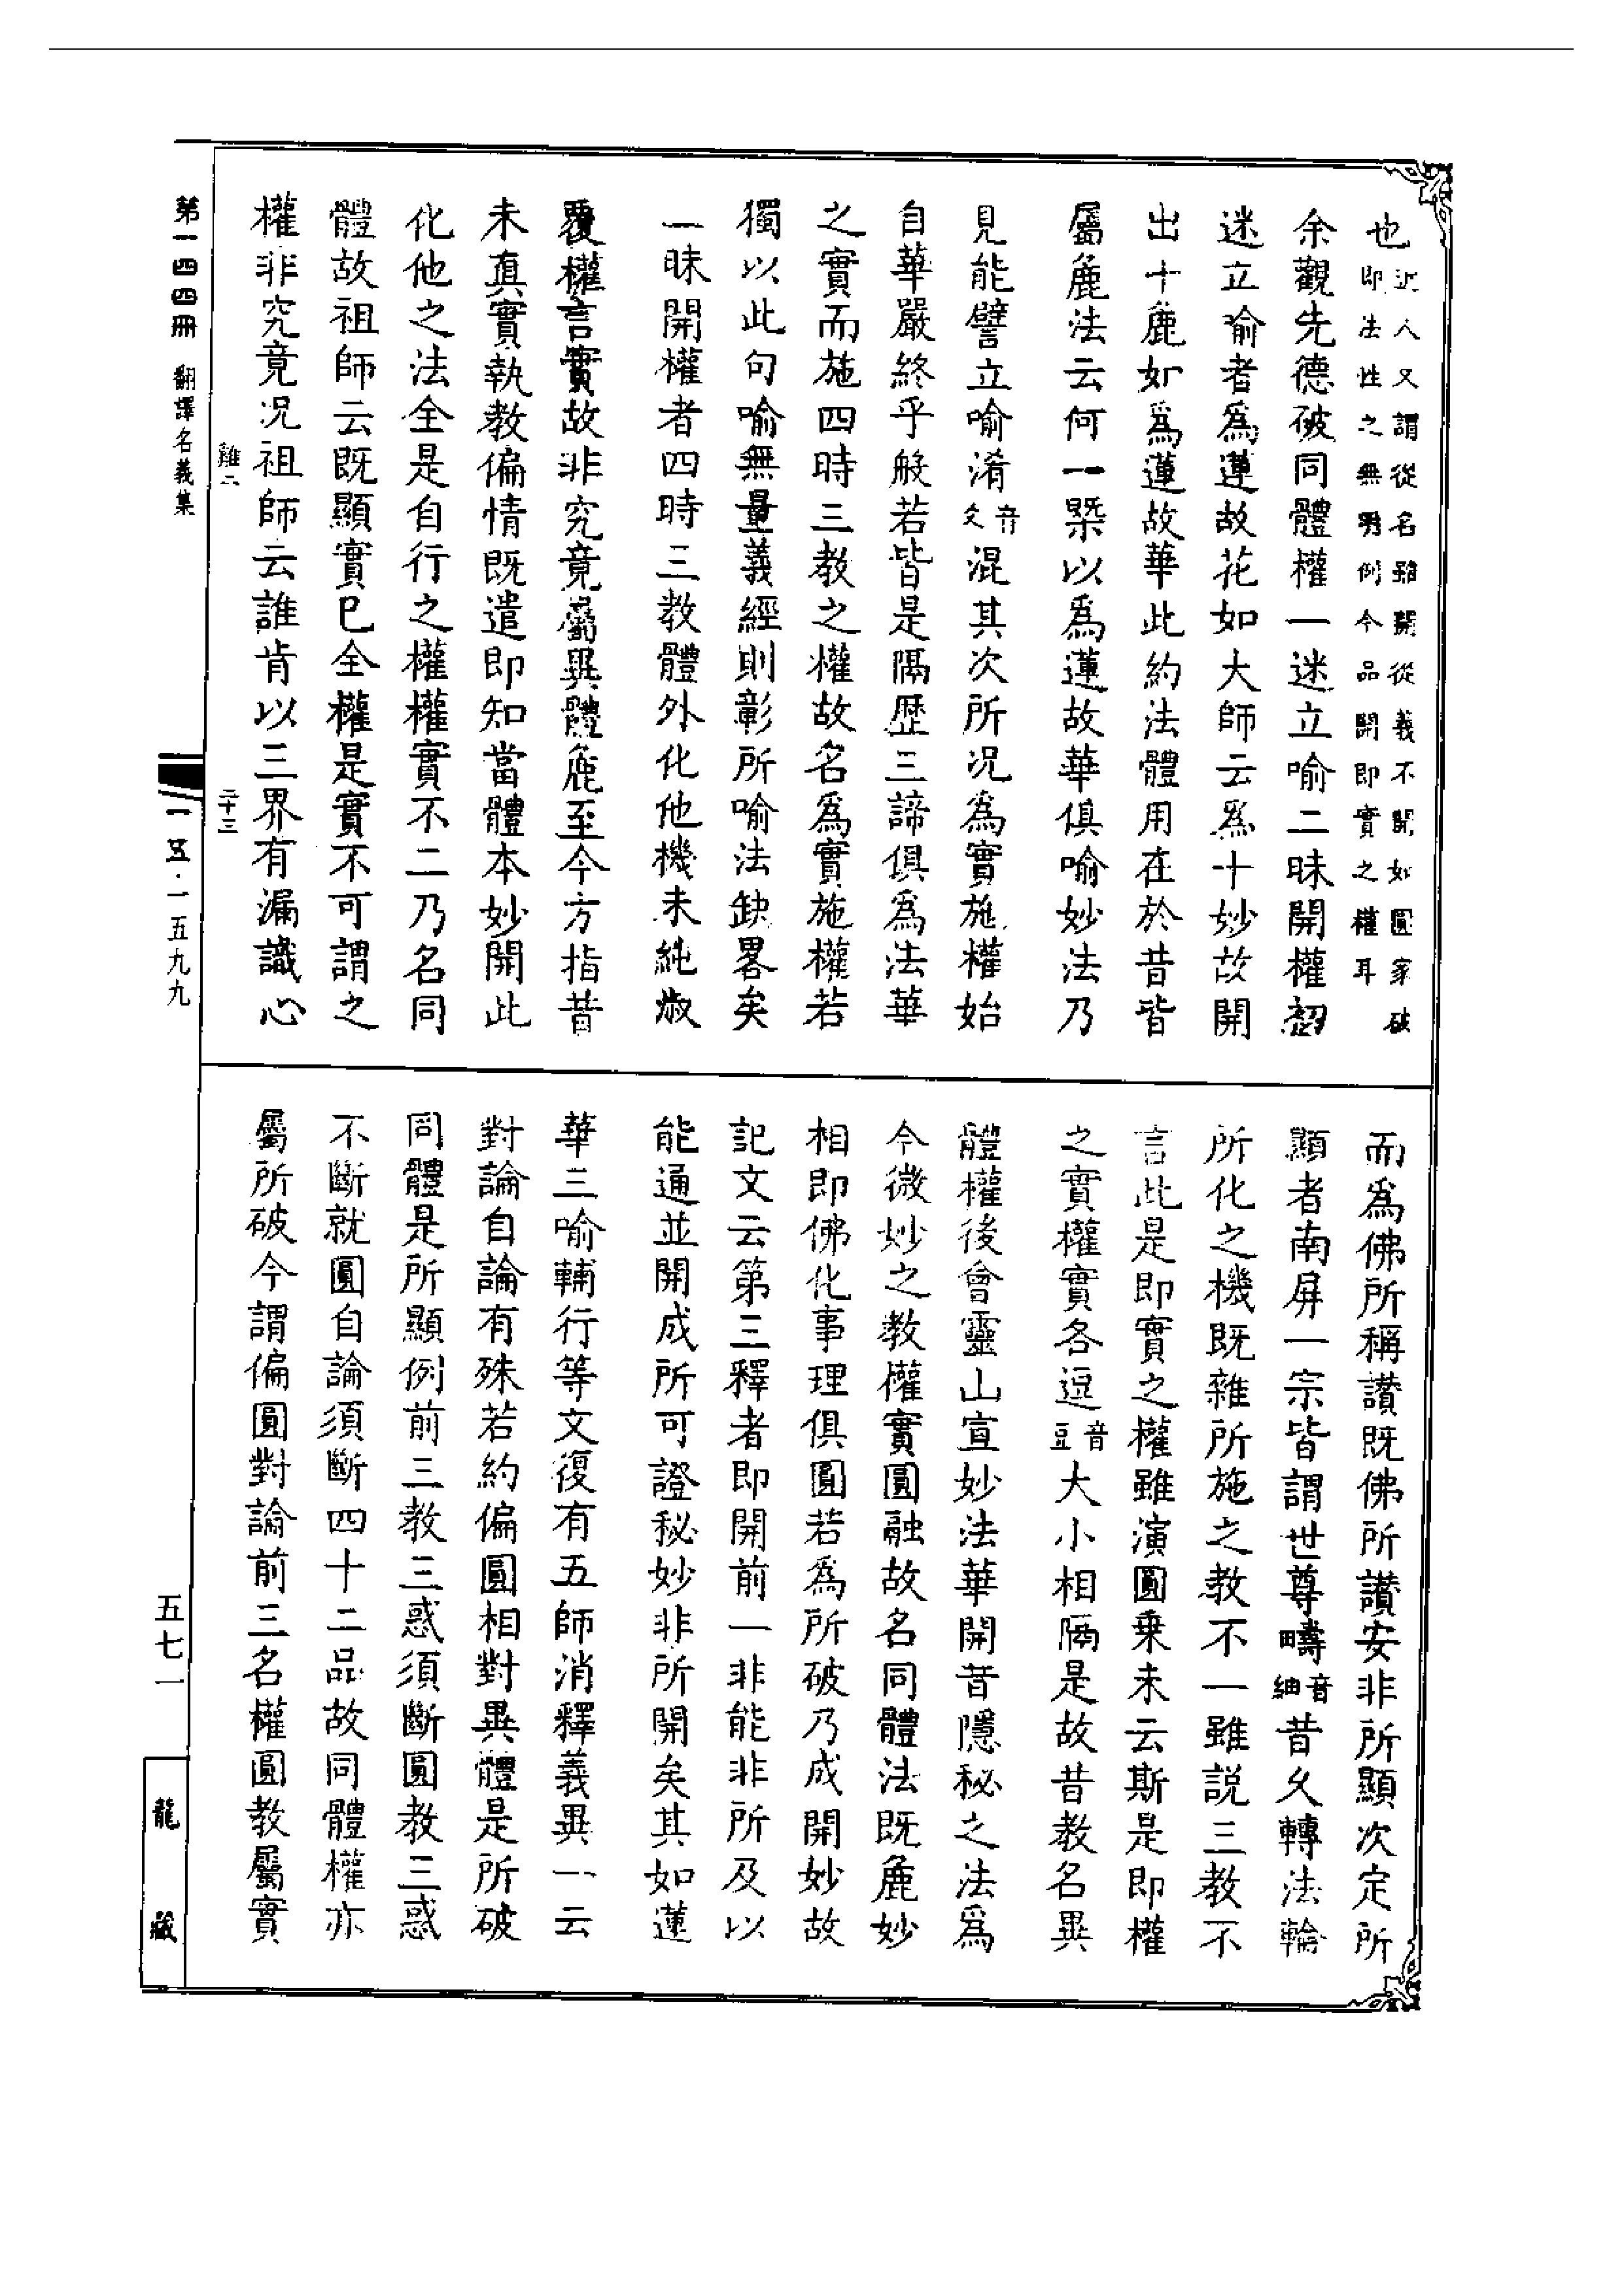 也近人又謂從名雖開從義不開如圓家破即法性之無明例今品開即實之權耳
余觀先德破同體權一迷立喻二昧開權初
迷立喻者為蓮故花如大師云為十妙故開
出十麁如為蓮故華此約法體用在於昔皆
屬麁法云何一槩以為蓮故華俱喻妙法乃
見能譬立喻淆音爻混其次所况為實施權始
自華嚴終乎般若皆是隔歷三諦俱為法華
之實而施四時三教之權故名為實施權若
獨以此句喻無量義經則彰所喻法缺畧矣
一昧開權者四時三教體外化他機未純淑
覆權言實故非究竟屬異體麁至今方指昔
未真實執教偏情既遣即知當體本妙開此
化他之法全是自行之權權實不二乃名同
體故祖師云既顯實已全權是實不可謂之
權非究竟况祖師云誰肯以三界有漏識心
而為佛所稱讃既佛所讃安非所顯次定所
顯者南屏一宗皆謂世尊疇音紬昔久轉法輪
所化之機既雜所施之教不一雖説三教不
言此是即實之權雖演圓乗未云斯是即權
之實權實各逗音豆大小相隔是故昔教名異
體權後會靈山宣妙法華開昔隱秘之法為
今微妙之教權實圓融故名同體法既麁妙
相即佛化事理俱圓若為所破乃成開妙故
記文云第三釋者即開前一非能非所及以
能通並開成所可證秘妙非所開矣其如蓮
華三喻輔行等文復有五師消釋義異一云
對論自論有殊若約偏圓相對異體是所破
同體是所顯例前三教三惑須斷圓教三惑
不斷就圓自論須斷四十二品故同體權亦
屬所破今謂偏圓對論前三名權圓教屬實
第一四四冊 翻譯名義集
雞二
二十三
一五·一五九九
五七一
龍藏